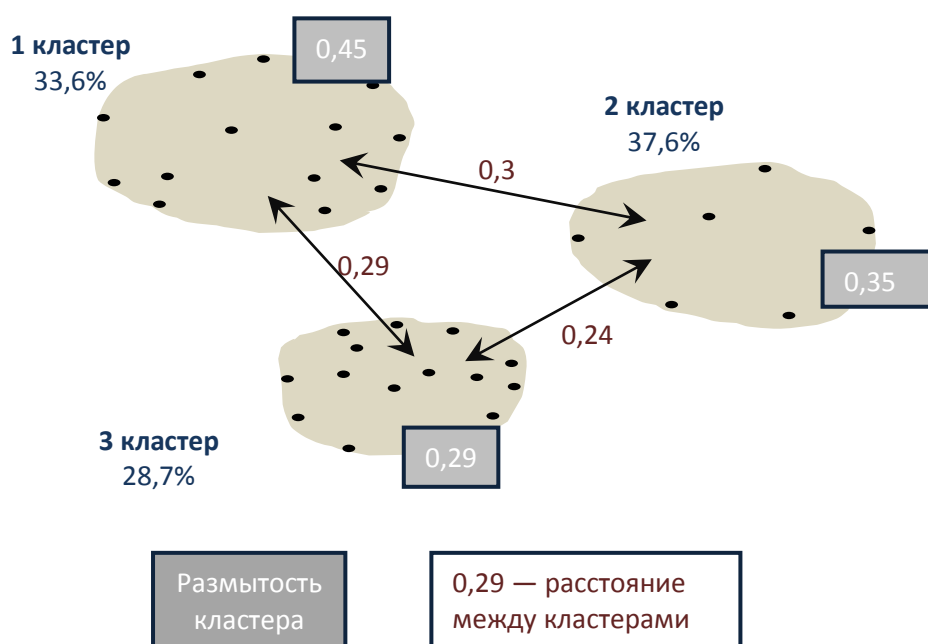 1 кластер
33,6%
0,45
2 кластер
37,6%
0,3
0,29
0,35
0,24
3 кластер
28,7%
0,29
Размытость
кластера
0,29 — расстояние
между кластерами